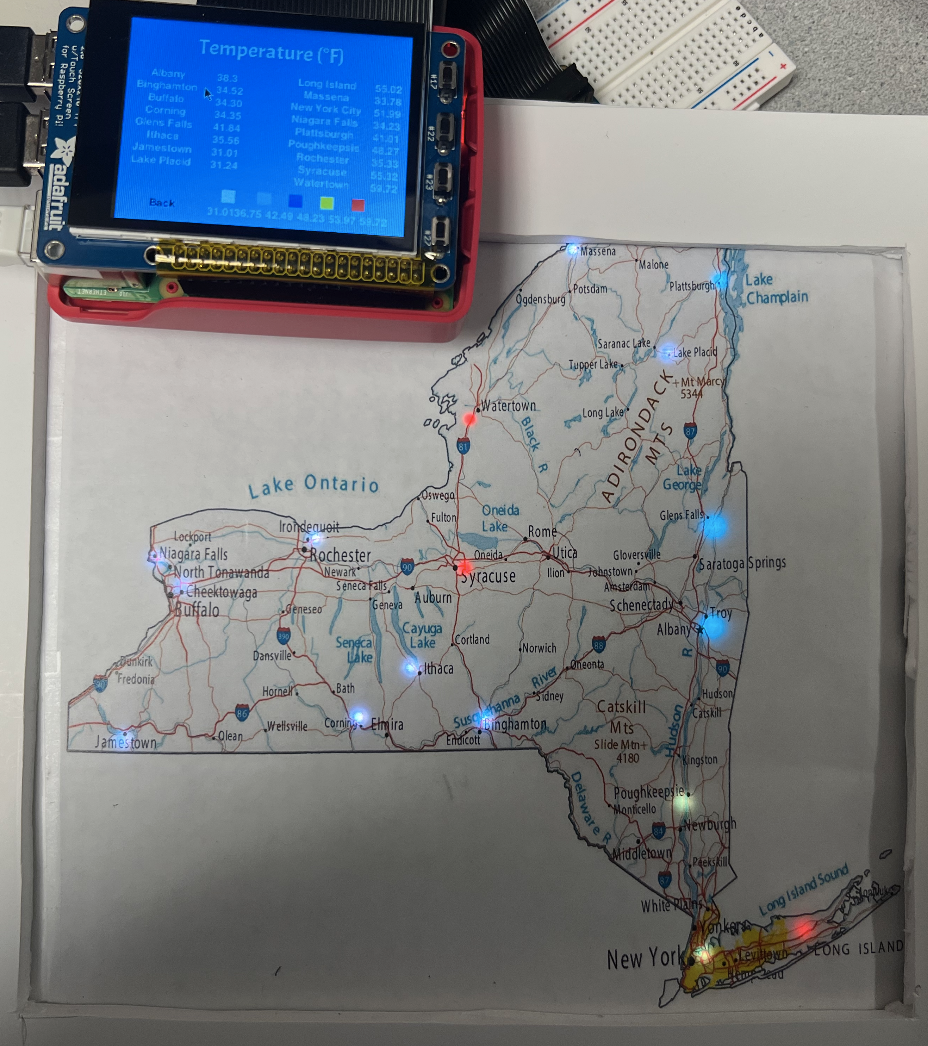 Temperature (°F)
Albany 38.3
Binghamton 34.52
Buffalo 34.30
Corning 34.35
Glens Falls 41.84
Ithaca 35.56
Jamestown 31.01
Lake Placid 31.24
Long Island 55.02
Massena 33.78
New York City 51.99
Niagara Falls 34.23
Plattsburgh 41.01
Poughkeepsie 48.27
Rochester 35.33
Syracuse 55.32
Watertown 59.72
Back
31.01 36.75 42.49 48.23 53.97 59.72
u/Touch Screen
for Raspberry Pi!
adafruit
#17
#22
#23
#27
Massena
Malone
Plattsburgh
Lake
Champlain
Ogdensburg
Potsdam
Saranac Lake
Lake Placid
Tupper Lake
+Mt Marcy
5344
Long Lake
ADIRONDACK
MTS
Watertown
Black R
81
87
Lake
George
Lake Ontario
Oswego
Fulton
Oneida
Lake
Glens Falls
Irondequoit
Lockport
Niagara Falls
Rochester
Rome
Oneida
Utica
Gloversville
Saratoga Springs
North Tonawanda
Newark
90
Syracuse
Ilion
Johnstown
Cheektowaga
Seneca Falls
Auburn
Amsterdam
Buffalo
Geneseo
Geneva
Schenectady
Troy
Albany
390
Seneca
Lake
Cayuga
Lake
Cortland
Norwich
88
R
90
Dunkirk
Fredonia
Dansville
Ithaca
Oneonta
90
Hornell
Bath
Susquehanna River
Sidney
Hudson
Catskill
86
Wellsville
Corning
Elmira
Binghamton
Catskill
Mts
Slide Mtn+
4180
Hudson
Jamestown
Olean
Endicott
Kingston
Delaware R
Poughkeepsie
Monticello
84
Newburgh
Middletown
Peekskill
87
White Plains
Long Island Sound
Yonkers
New York
Levittown
LONG ISLAND
Hempstead